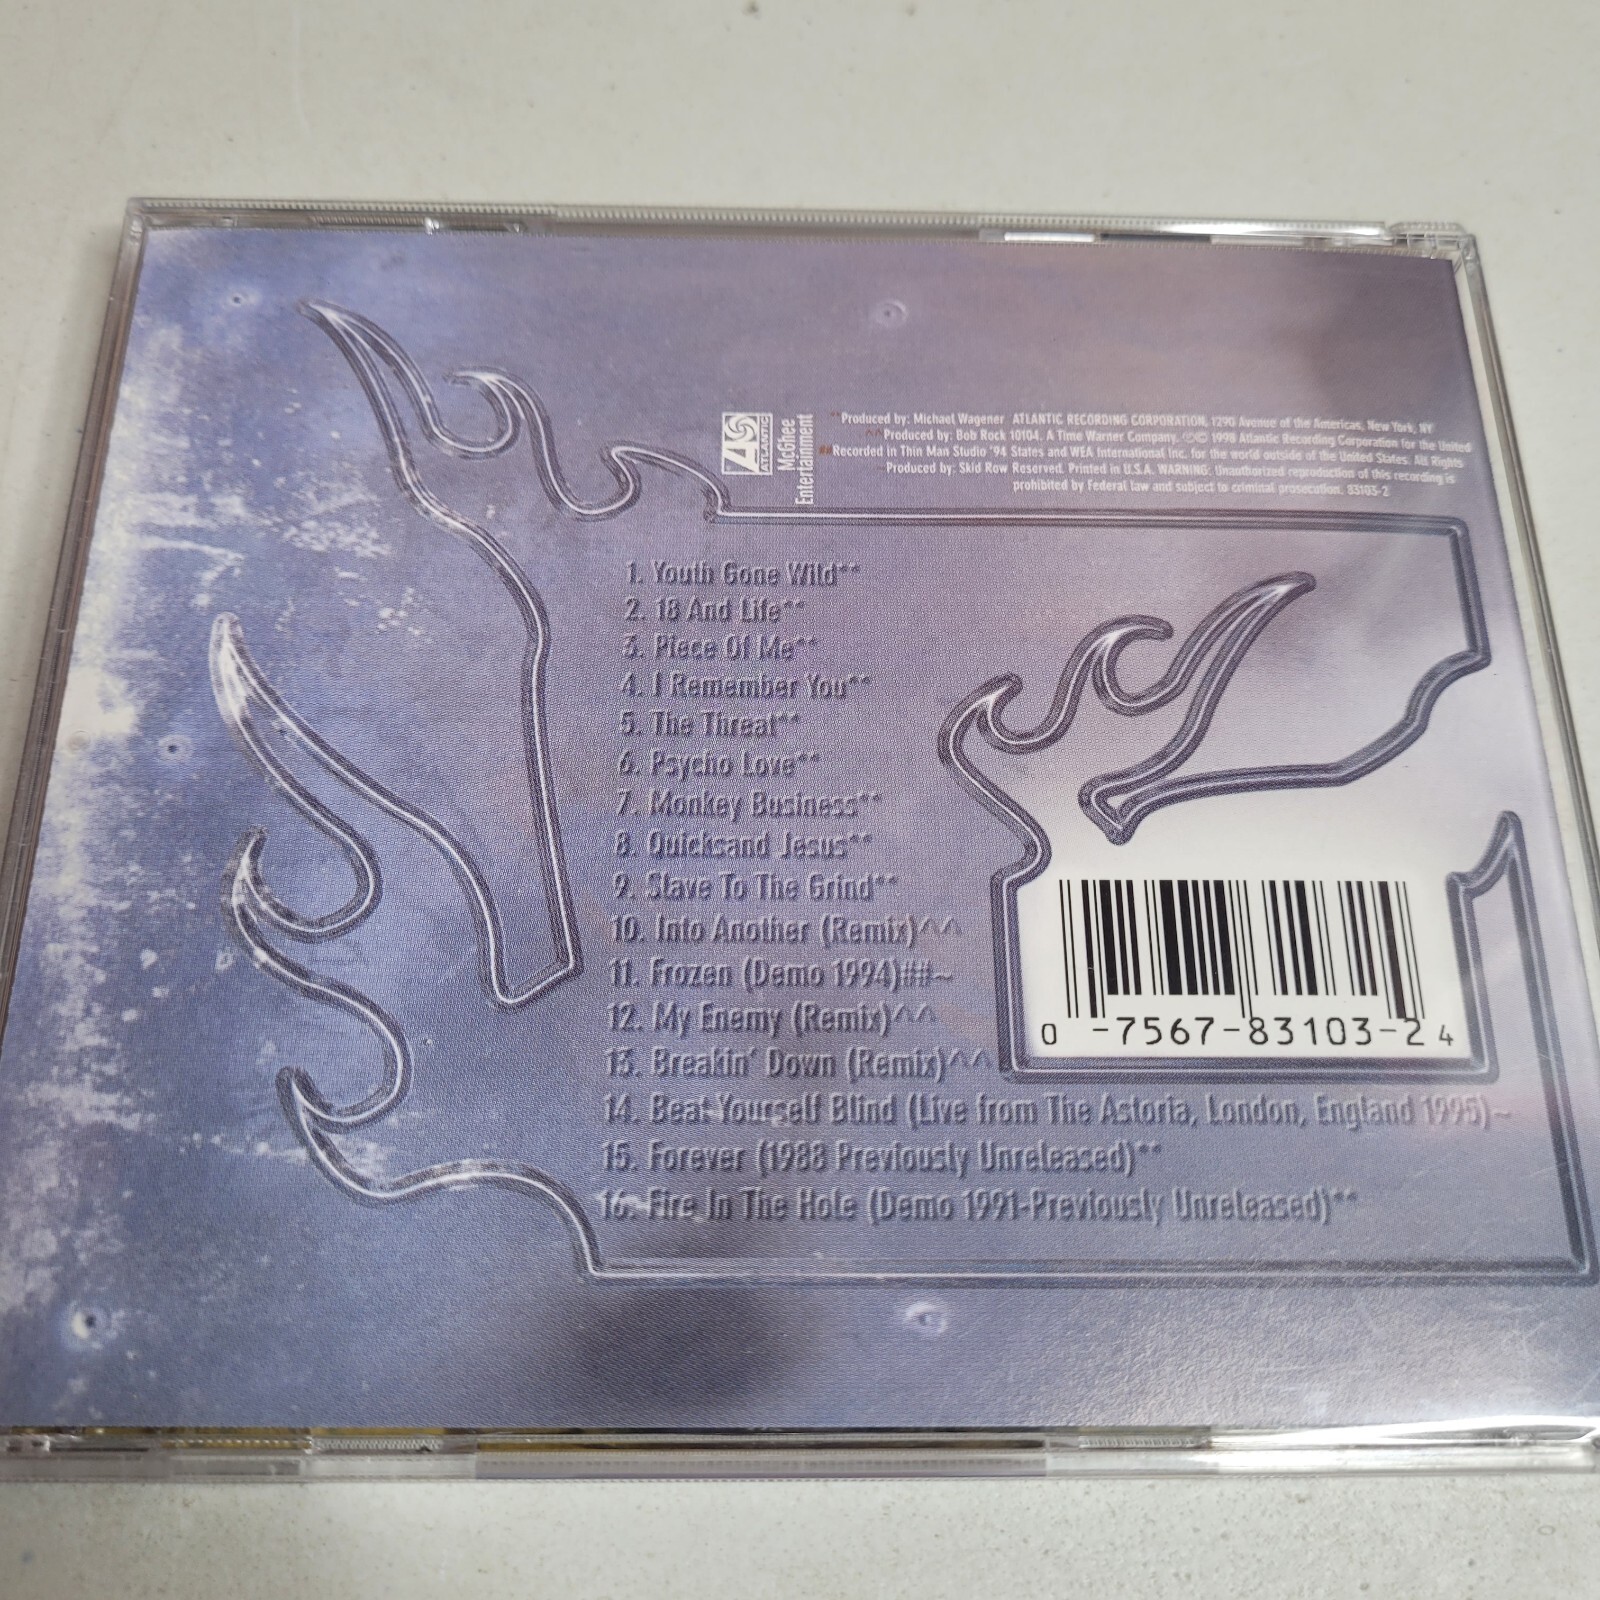 ATLANTIC
McGhee
Entertainment
**Produced by: Michael Wagener ATLANTIC RECORDING CORPORATION, 1290 Avenue of the Americas, New York, NY
^^Produced by: Bob Rock 10104. A Time Warner Company. ℗© 1998 Atlantic Recording Corporation for the United
##Recorded in Thin Man Studio '94 States and WEA International Inc. for the world outside of the United States. All Rights
~Produced by: Skid Row Reserved. Printed in U.S.A. WARNING: Unauthorized reproduction of this recording is
prohibited by Federal law and subject to criminal prosecution. 83103-2
1. Youth Gone Wild**
2. 18 And Life**
3. Piece Of Me**
4. I Remember You**
5. The Threat**
6. Psycho Love**
7. Monkey Business**
8. Quicksand Jesus**
9. Slave To The Grind**
10. Into Another (Remix)^^
11. Frozen (Demo 1994)##~
12. My Enemy (Remix)^^
13. Breakin' Down (Remix)^^
14. Beat Yourself Blind (Live from The Astoria, London, England 1995)~
15. Forever (1988 Previously Unreleased)**
16. Fire In The Hole (Demo 1991-Previously Unreleased)**
0 -7567-83103-2 4